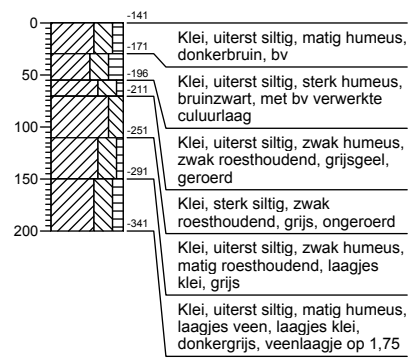 0
50
100
150
200
-141
-171
-196
-211
-251
-291
-341
Klei, uiterst siltig, matig humeus,
donkerbruin, bv
Klei, uiterst siltig, sterk humeus,
bruinzwart, met bv verwerkte
culuurlaag
Klei, uiterst siltig, zwak humeus,
zwak roesthoudend, grijsgeel,
geroerd
Klei, sterk siltig, zwak
roesthoudend, grijs, ongeroerd
Klei, uiterst siltig, zwak humeus,
matig roesthoudend, laagjes
klei, grijs
Klei, uiterst siltig, matig humeus,
laagjes veen, laagjes klei,
donkergrijs, veenlaagje op 1,75